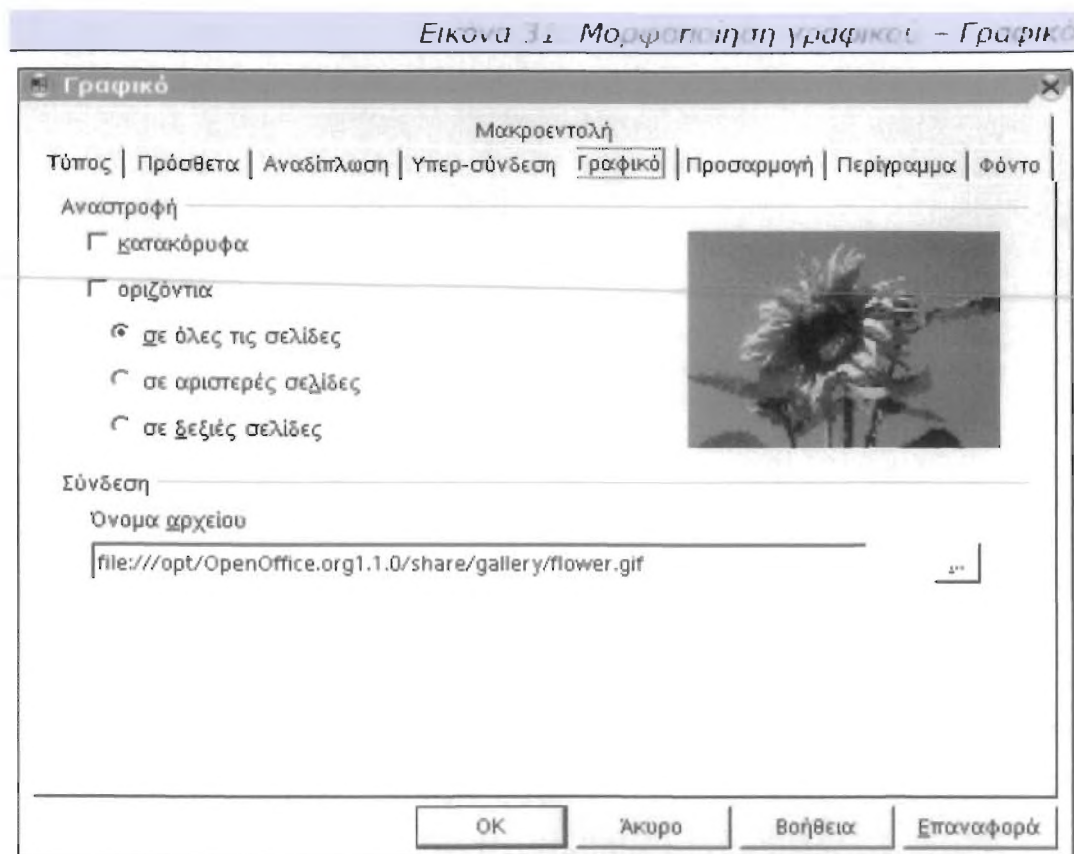 Εικόνα 31 Μορφοποίηση γραφικού – Γραφικό
Γραφικό
Μακροεντολή
Τύπος | Πρόσθετα | Αναδίπλωση | Υπερ-σύνδεση | Γραφικό | Προσαρμογή | Περίγραμμα | Φόντο
Αναστροφή
κατακόρυφα
οριζόντια
σε όλες τις σελίδες
σε αριστερές σελίδες
σε δεξιές σελίδες
Σύνδεση
Όνομα αρχείου
file:///opt/OpenOffice.org1.1.0/share/gallery/flower.gif
...
OK Άκυρο Βοήθεια Επαναφορά